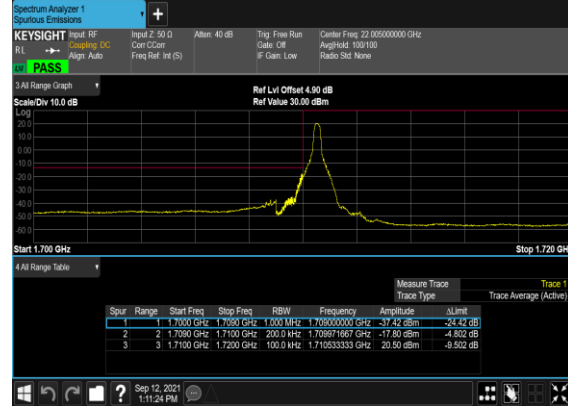 Spectrum Analyzer 1
Spurious Emissions
+
KEYSIGHT Input: RF Input Z: 50 Ω Atten: 40 dB Trig: Free Run Center Freq: 22.005000000 GHz
RL Coupling: DC Corr CCorr Gate: Off Avg|Hold: 100/100
Align: Auto Freq Ref: Int (S) IF Gain: Low Radio Std: None
PASS
3 All Range Graph
Ref Lvl Offset 4.90 dB
Scale/Div 10.0 dB Ref Value 30.00 dBm
Log
20.0
10.0
0.00
-10.0
-20.0
-30.0
-40.0
-50.0
-60.0
Start 1.700 GHz Stop 1.720 GH
4 All Range Table
Measure Trace Trace 1
Trace Type Trace Average (Active)
Spur Range Start Freq Stop Freq RBW Frequency Amplitude ΔLimit
1 1 1.7000 GHz 1.7090 GHz 1.000 MHz 1.709000000 GHz -37.42 dBm -24.42 dB
2 2 1.7090 GHz 1.7100 GHz 200.0 kHz 1.709971667 GHz -17.80 dBm -4.802 dB
3 3 1.7100 GHz 1.7200 GHz 100.0 kHz 1.710533333 GHz 20.50 dBm -9.502 dB
? Sep 12, 2021
1:11:24 PM